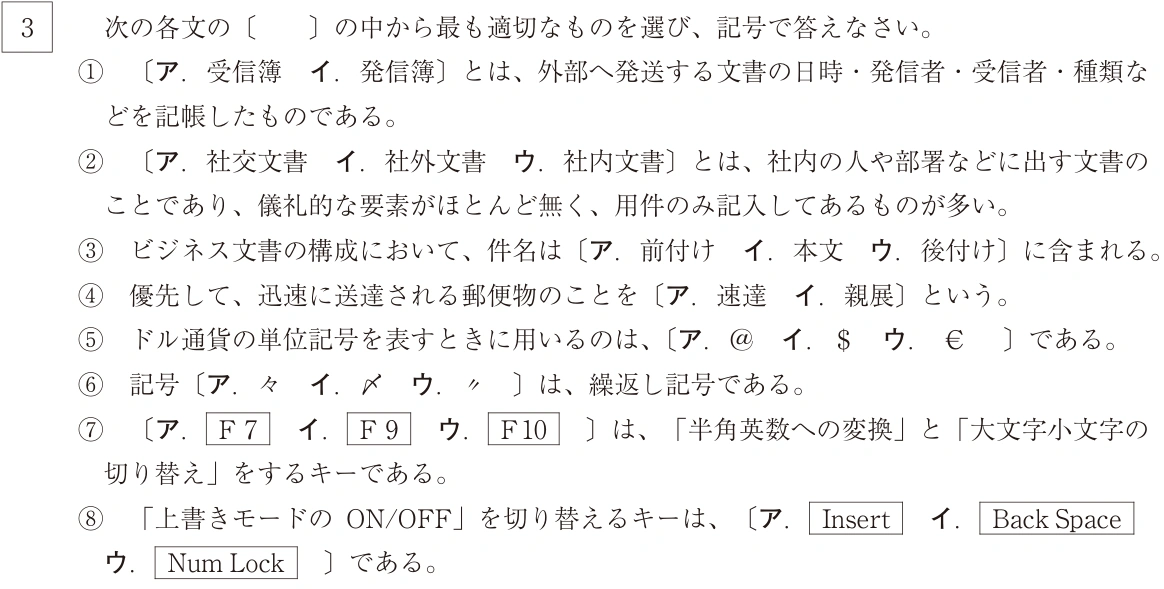 3 次の各文の〔　　〕の中から最も適切なものを選び、記号で答えなさい。
① 〔ア．受信簿　イ．発信簿〕とは、外部へ発送する文書の日時・発信者・受信者・種類な
どを記帳したものである。
② 〔ア．社交文書　イ．社外文書　ウ．社内文書〕とは、社内の人や部署などに出す文書の
ことであり、儀礼的な要素がほとんど無く、用件のみ記入してあるものが多い。
③ ビジネス文書の構成において、件名は〔ア．前付け　イ．本文　ウ．後付け〕に含まれる。
④ 優先して、迅速に送達される郵便物のことを〔ア．速達　イ．親展〕という。
⑤ ドル通貨の単位記号を表すときに用いるのは、〔ア．@　イ．$　ウ．€　〕である。
⑥ 記号〔ア．々　イ．〆　ウ．〃　〕は、繰返し記号である。
⑦ 〔ア．F7　イ．F9　ウ．F10　〕は、「半角英数への変換」と「大文字小文字の
切り替え」をするキーである。
⑧ 「上書きモードの ON/OFF」を切り替えるキーは、〔ア．Insert　イ．Back Space
ウ．Num Lock　〕である。